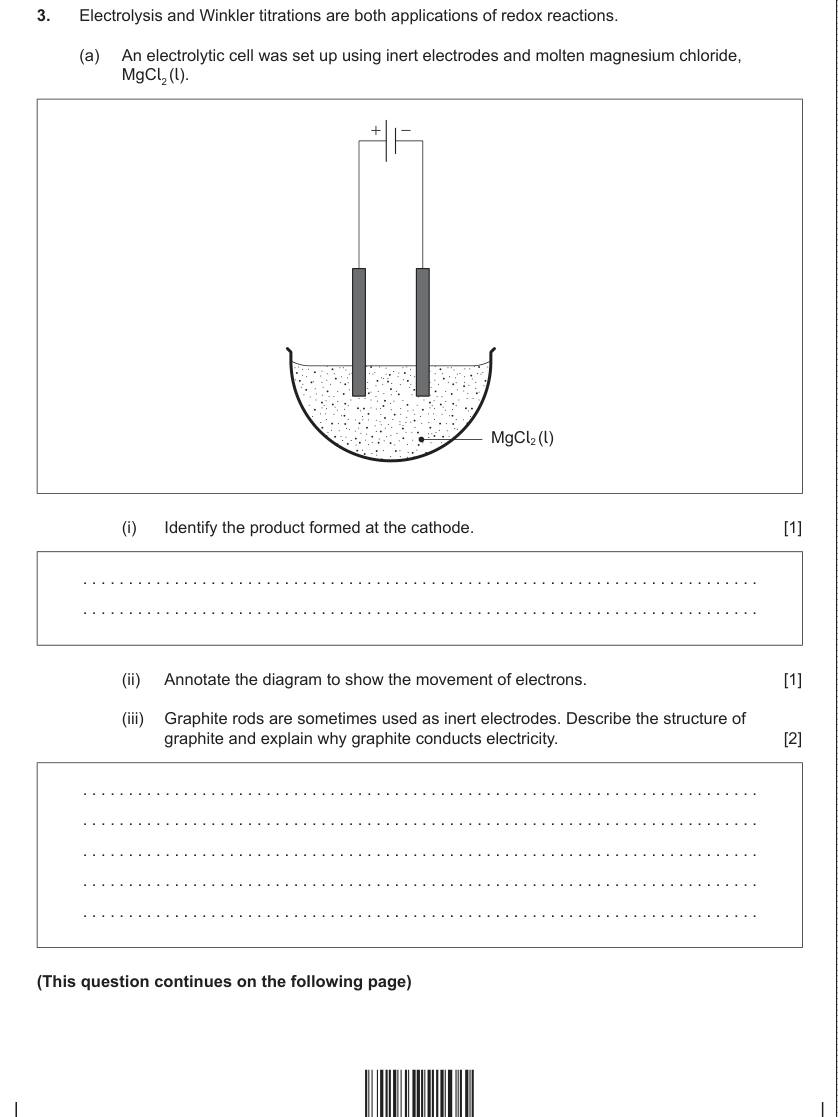 3. Electrolysis and Winkler titrations are both applications of redox reactions.
(a) An electrolytic cell was set up using inert electrodes and molten magnesium chloride,
MgCl₂(l).
+ −
MgCl₂(l)
(i) Identify the product formed at the cathode. [1]
(ii) Annotate the diagram to show the movement of electrons. [1]
(iii) Graphite rods are sometimes used as inert electrodes. Describe the structure of
graphite and explain why graphite conducts electricity. [2]
(This question continues on the following page)